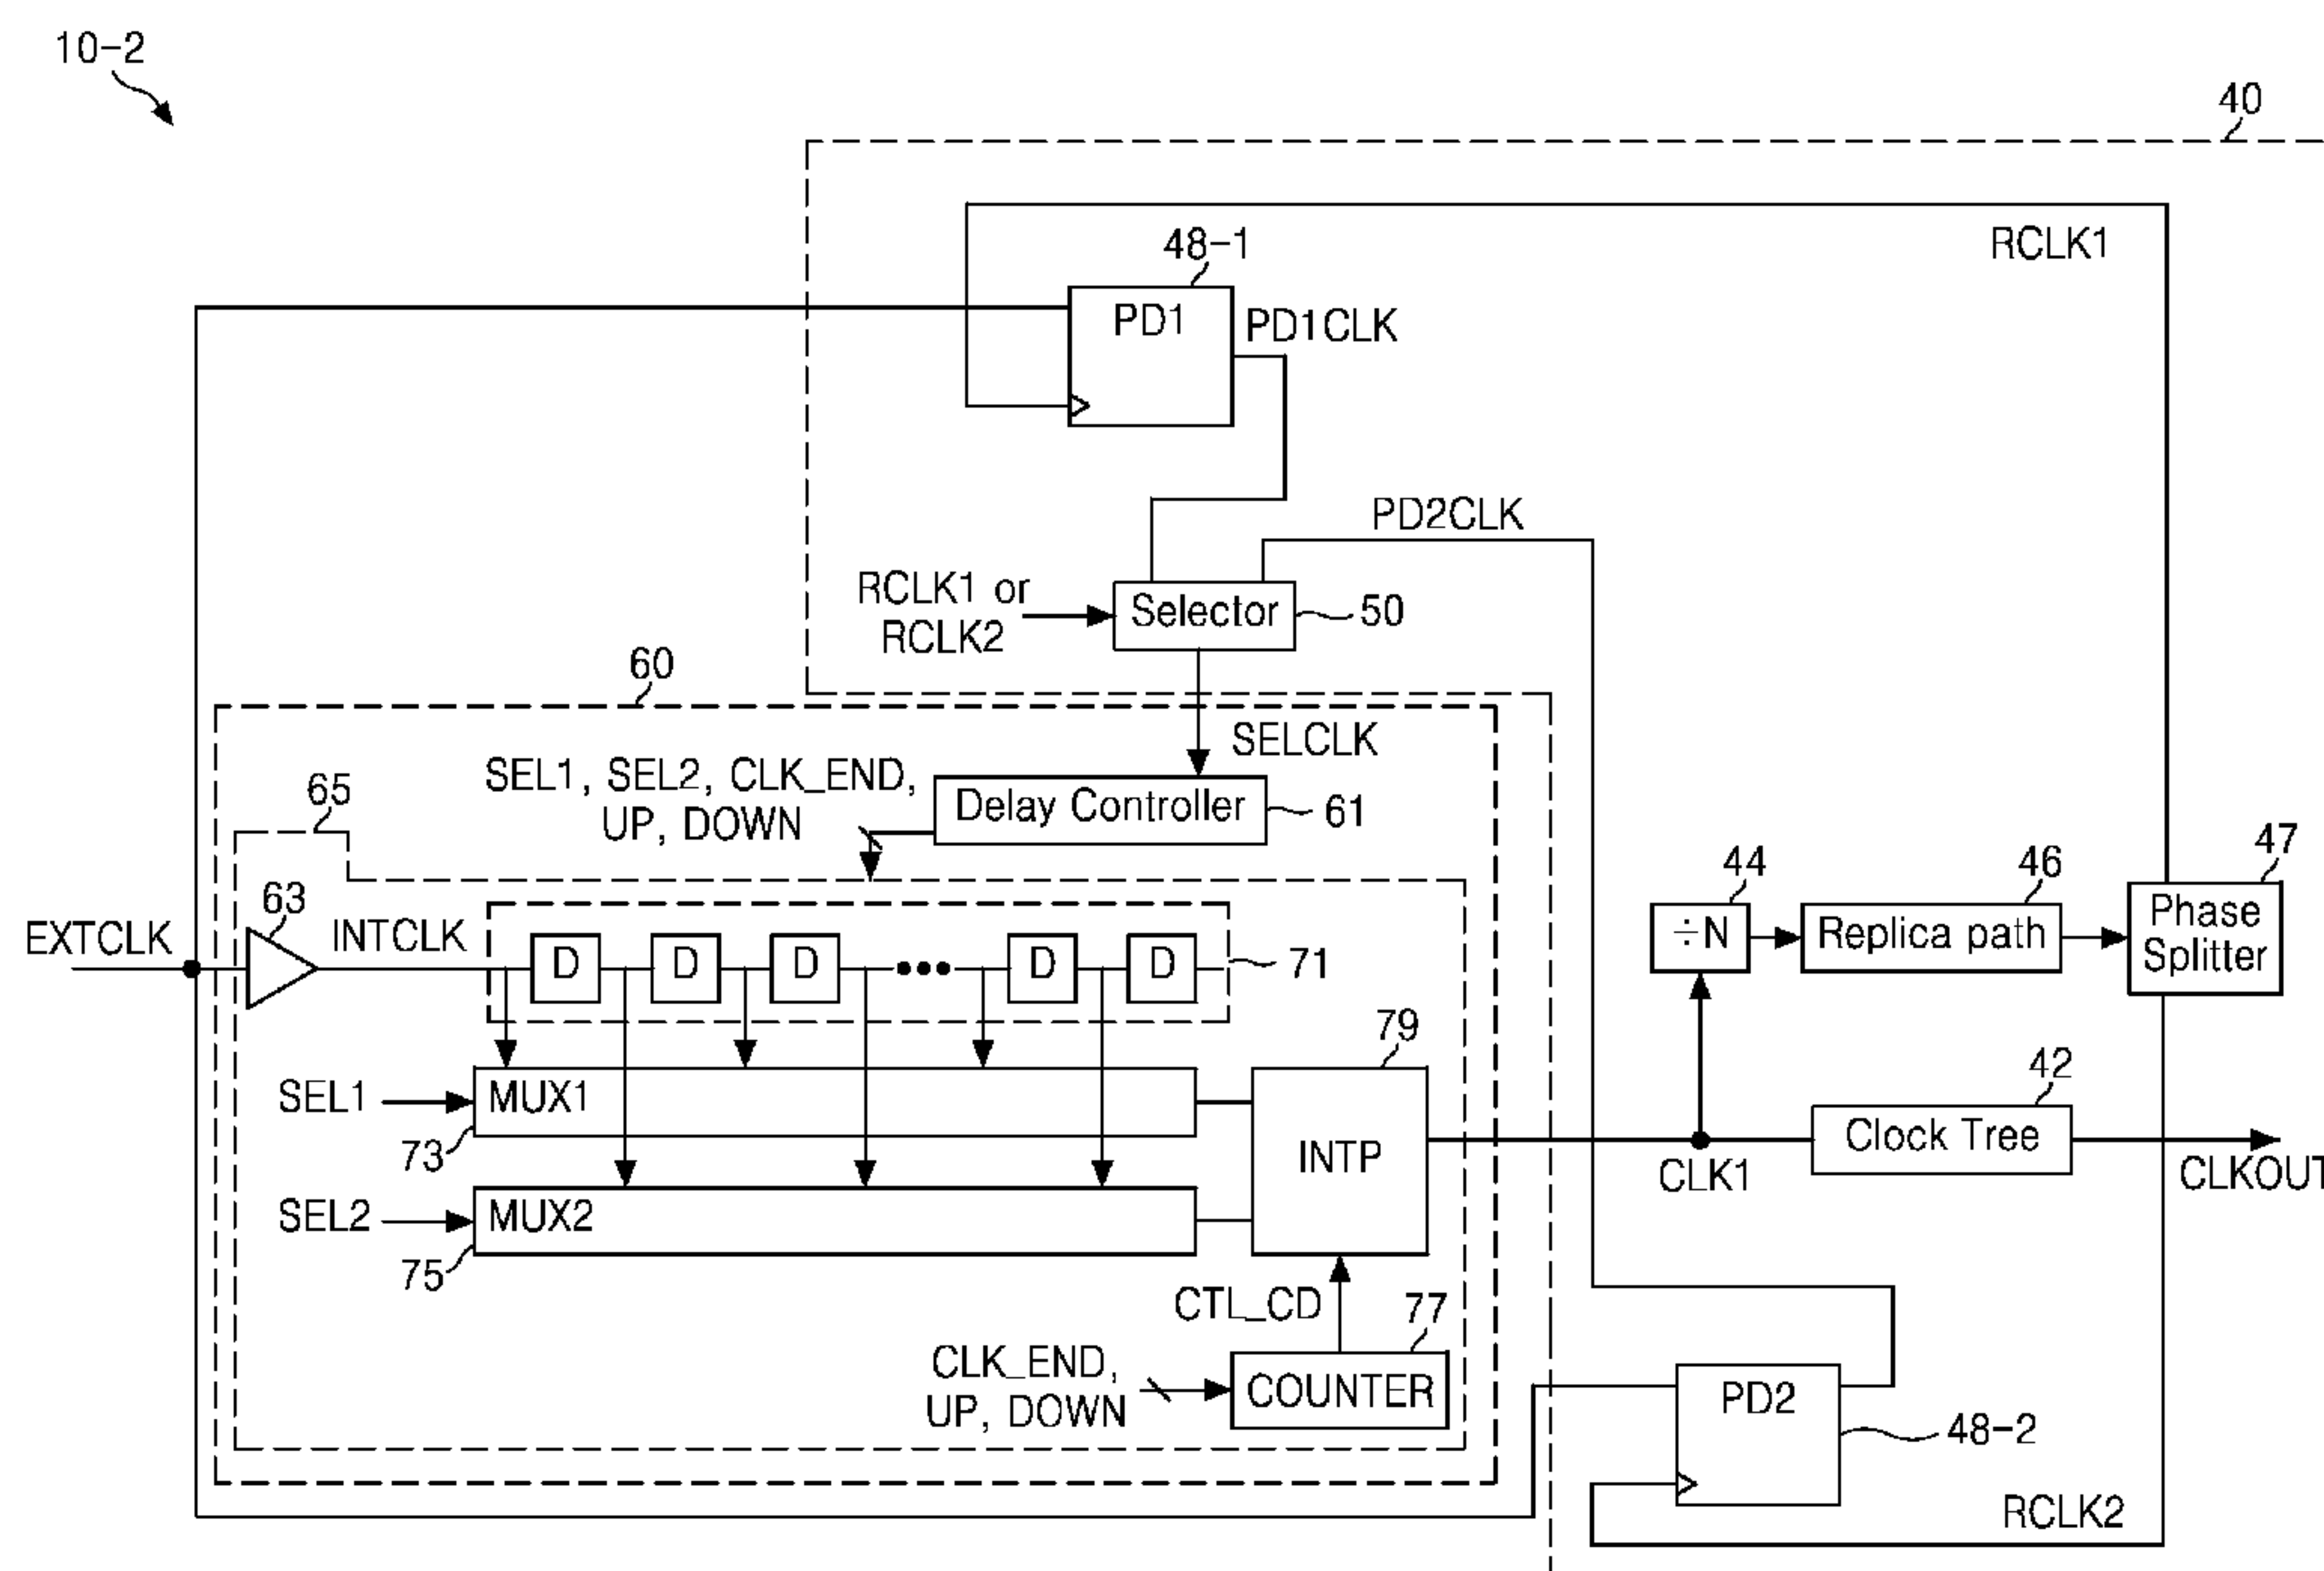 10-2
40
RCLK1
48-1
PD1
PD1CLK
PD2CLK
RCLK1 or
RCLK2
Selector
50
60
SELCLK
SEL1, SEL2, CLK_END,
UP, DOWN
Delay Controller
61
65
63
EXTCLK
INTCLK
D
D
D
D
D
71
44
÷N
46
Replica path
47
Phase
Splitter
79
SEL1
MUX1
73
INTP
SEL2
MUX2
75
42
Clock Tree
CLK1
CLKOUT
CTL_CD
77
CLK_END,
UP, DOWN
COUNTER
PD2
48-2
RCLK2